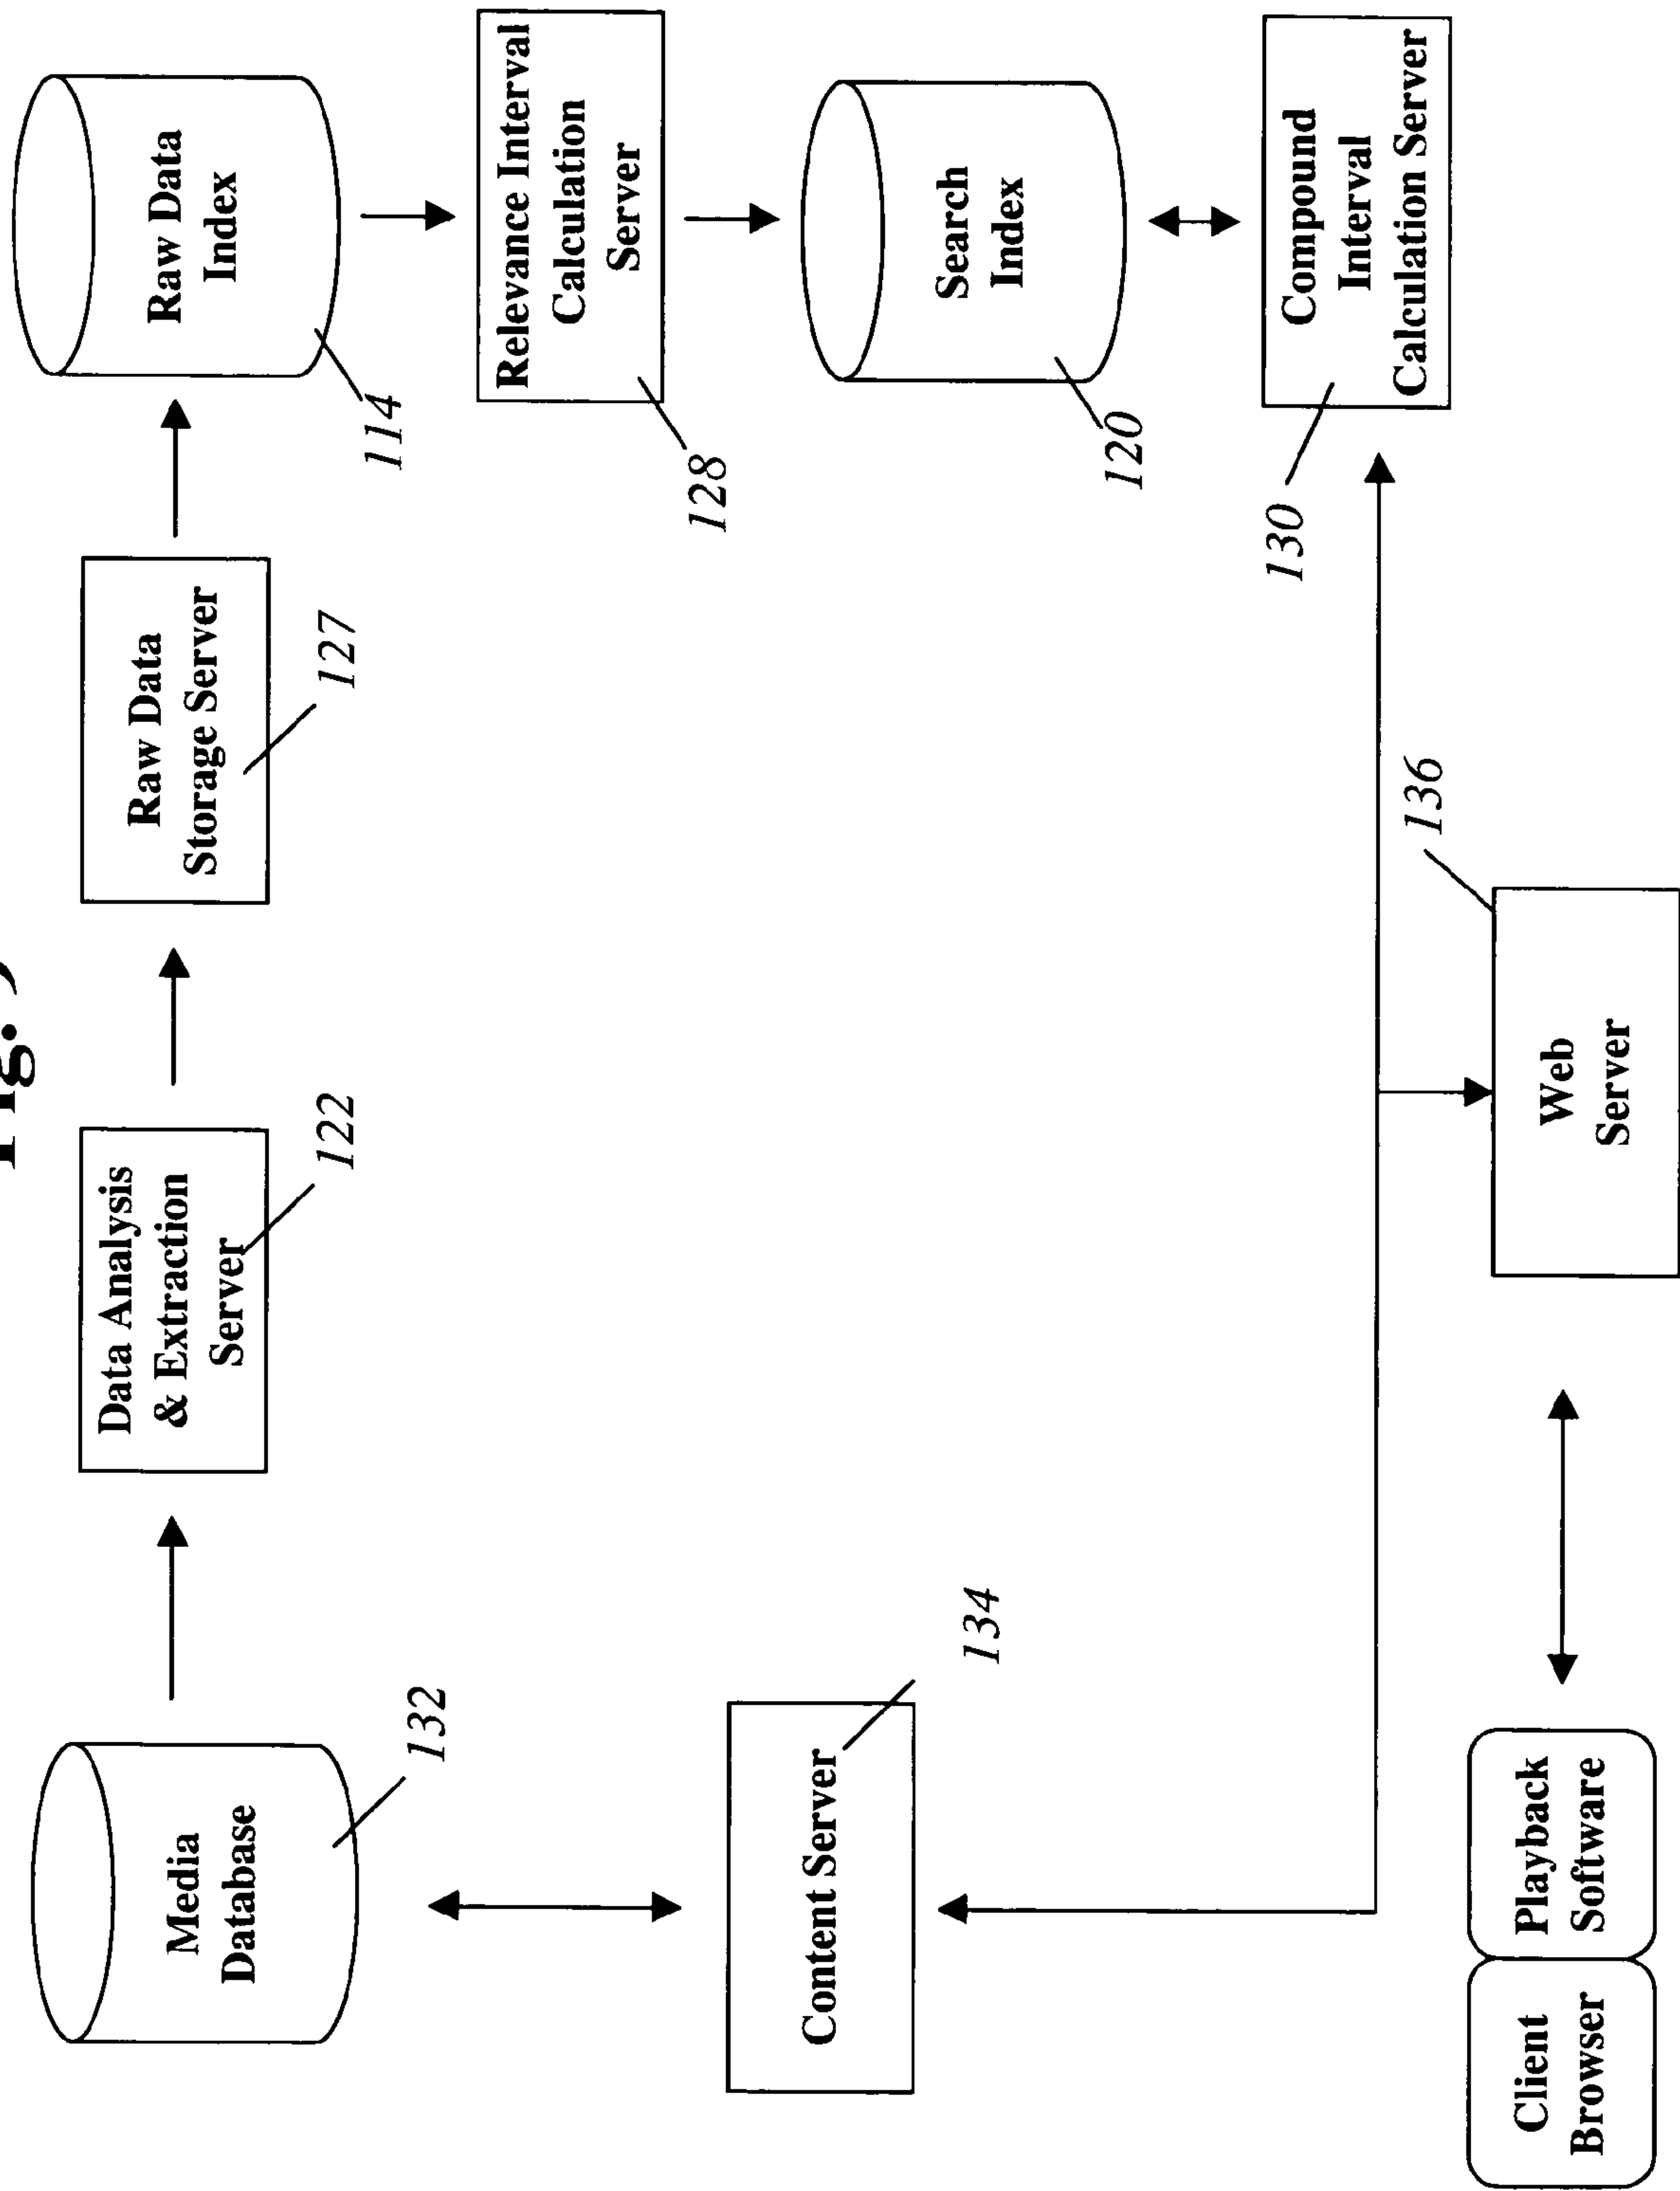 Media
Database
132
Data Analysis
& Extraction
Server
122
Raw Data
Storage Server
127
Raw Data
Index
114
Relevance Interval
Calculation
Server
128
Content Server
134
Search
Index
120
Compound
Interval
Calculation Server
130
136
Web
Server
Client
Browser
Playback
Software